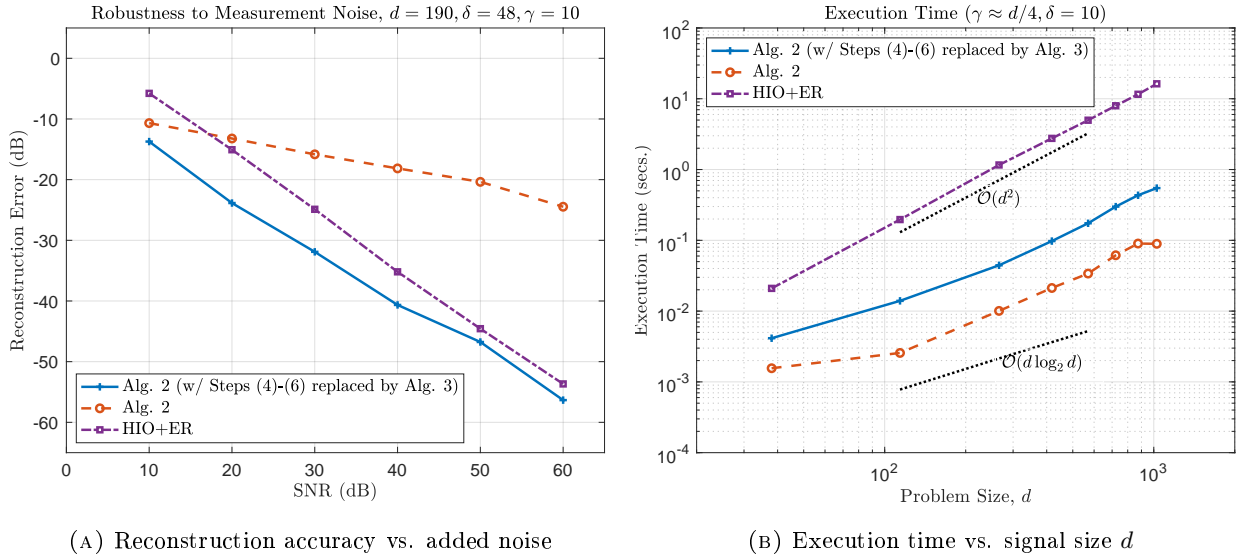 Robustness to Measurement Noise, d = 190, δ = 48, γ = 10
0
-10
-20
-30
-40
-50
-60
Reconstruction Error (dB)
Alg. 2 (w/ Steps (4)-(6) replaced by Alg. 3)
Alg. 2
HIO+ER
0 10 20 30 40 50 60
SNR (dB)
(A) Reconstruction accuracy vs. added noise
Execution Time (γ ≈ d/4, δ = 10)
10^2
10^1
10^0
10^-1
10^-2
10^-3
10^-4
Execution Time (secs.)
Alg. 2 (w/ Steps (4)-(6) replaced by Alg. 3)
Alg. 2
HIO+ER
O(d^2)
O(d log_2 d)
10^2 10^3
Problem Size, d
(B) Execution time vs. signal size d